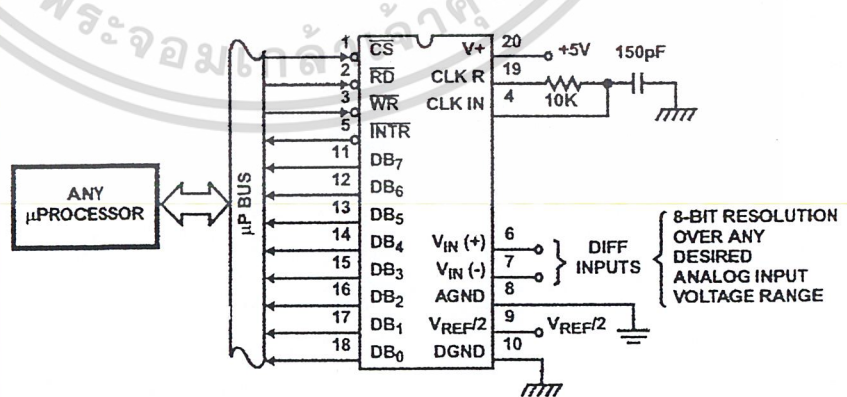 พระจอมเกล้า
1 CS V+ 20 +5V 150pF
2 RD CLK R 19 10K
3 WR CLK IN 4
5 INTR
11 DB7
12 DB6
13 DB5
14 DB4 VIN (+) 6
15 DB3 VIN (-) 7
16 DB2 AGND 8
17 DB1 VREF/2 9 VREF/2
18 DB0 DGND 10
ANY
µPROCESSOR
µP BUS
DIFF
INPUTS
8-BIT RESOLUTION
OVER ANY
DESIRED
ANALOG INPUT
VOLTAGE RANGE